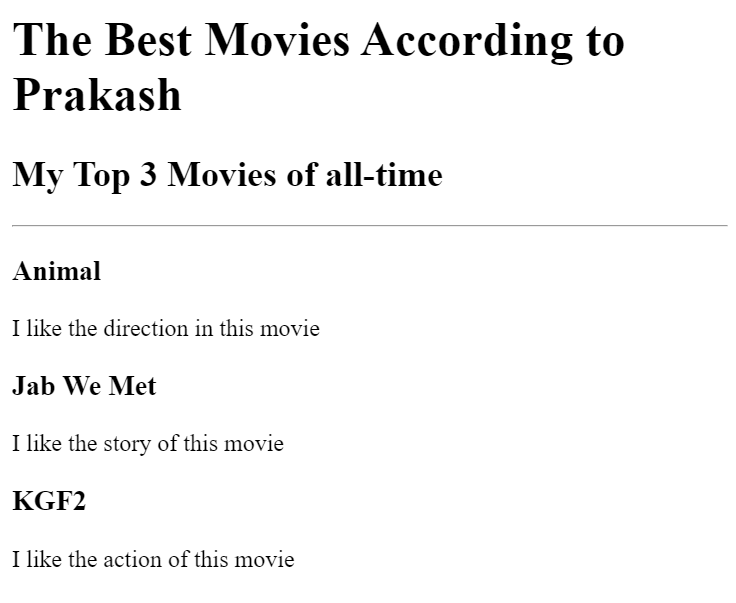 The Best Movies According to
Prakash
My Top 3 Movies of all-time
Animal
I like the direction in this movie
Jab We Met
I like the story of this movie
KGF2
I like the action of this movie